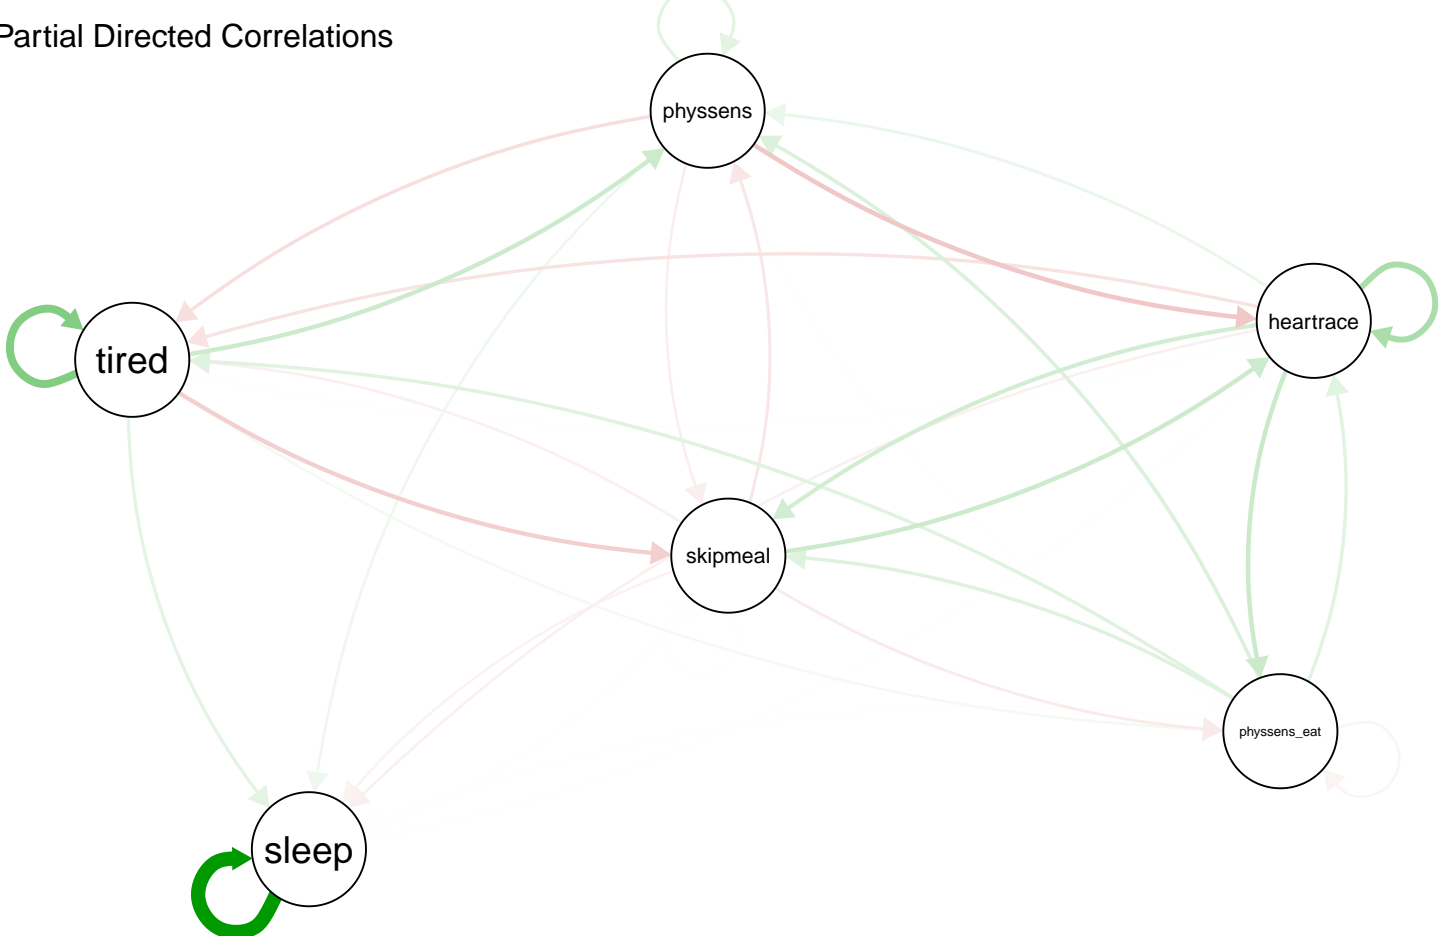 Partial Directed Correlations
physsens
heartrace
tired
skipmeal
physsens_eat
sleep